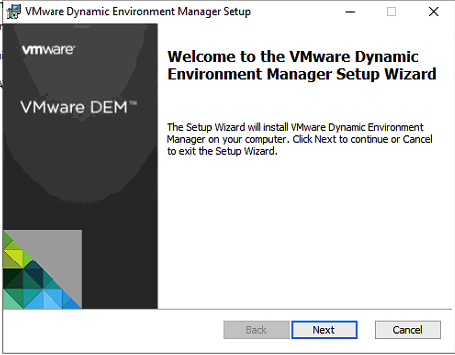 VMware Dynamic Environment Manager Setup
vmware®
VMware DEM™
Welcome to the VMware Dynamic
Environment Manager Setup Wizard
The Setup Wizard will install VMware Dynamic Environment
Manager on your computer. Click Next to continue or Cancel
to exit the Setup Wizard.
Back
Next
Cancel